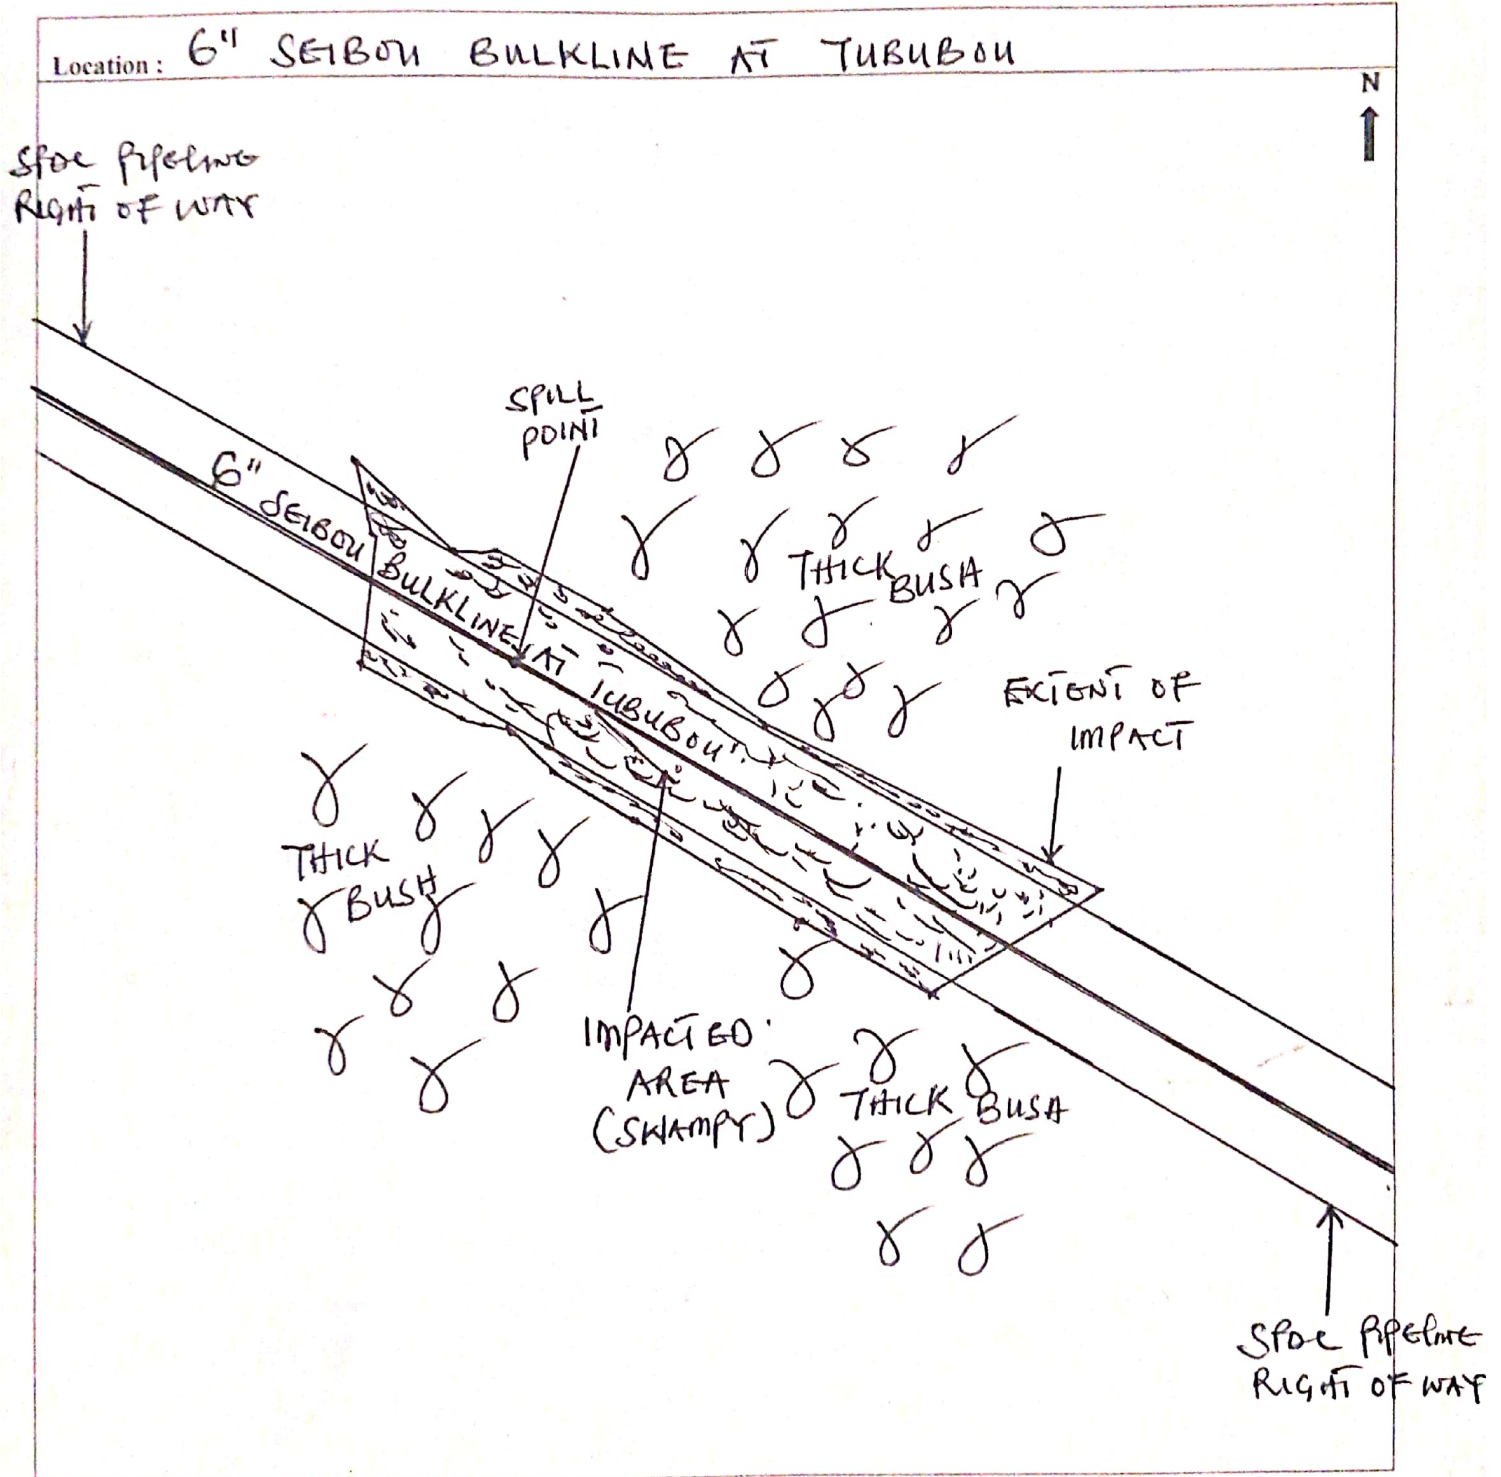 Location : 6" SEIBOU BULKLINE AT TUBUBOU
N
SPDC PIPELINE
RIGHT OF WAY
SPILL
POINT
6" SEIBOU BULKLINE AT TUBUBOU
THICK
BUSH
EXTENT OF
IMPACT
THICK
BUSH
IMPACTED
AREA
(SWAMPY)
THICK BUSH
SPDC PIPELINE
RIGHT OF WAY